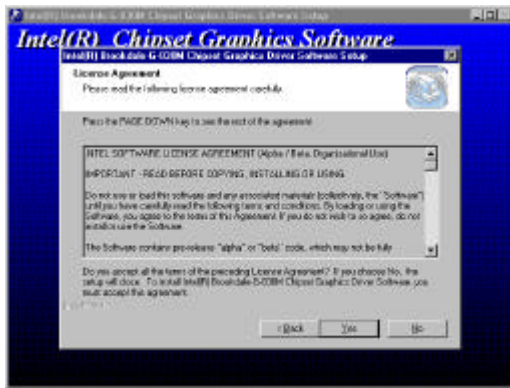 Intel(R) Brookdale-G-020M Chipset Graphics Driver Software Setup
Intel(R) Chipset Graphics Software
Intel(R) Brookdale-G-020M Chipset Graphics Driver Software Setup
License Agreement
Please read the following license agreement carefully.
Press the PAGE DOWN key to see the rest of the agreement.
INTEL SOFTWARE LICENSE AGREEMENT (Alpha / Beta, Organizational Use)
IMPORTANT - READ BEFORE COPYING, INSTALLING OR USING.
Do not use or load this software and any associated materials (collectively, the "Software")
until you have carefully read the following terms and conditions. By loading or using the
Software, you agree to the terms of this Agreement. If you do not wish to so agree, do not
install or use the Software.
The Software contains pre-release "alpha" or "beta" code, which may not be fully
Do you accept all the terms of the preceding License Agreement? If you choose No, the
setup will close. To install Intel(R) Brookdale-G-020M Chipset Graphics Driver Software, you
must accept this agreement.
< Back Yes No